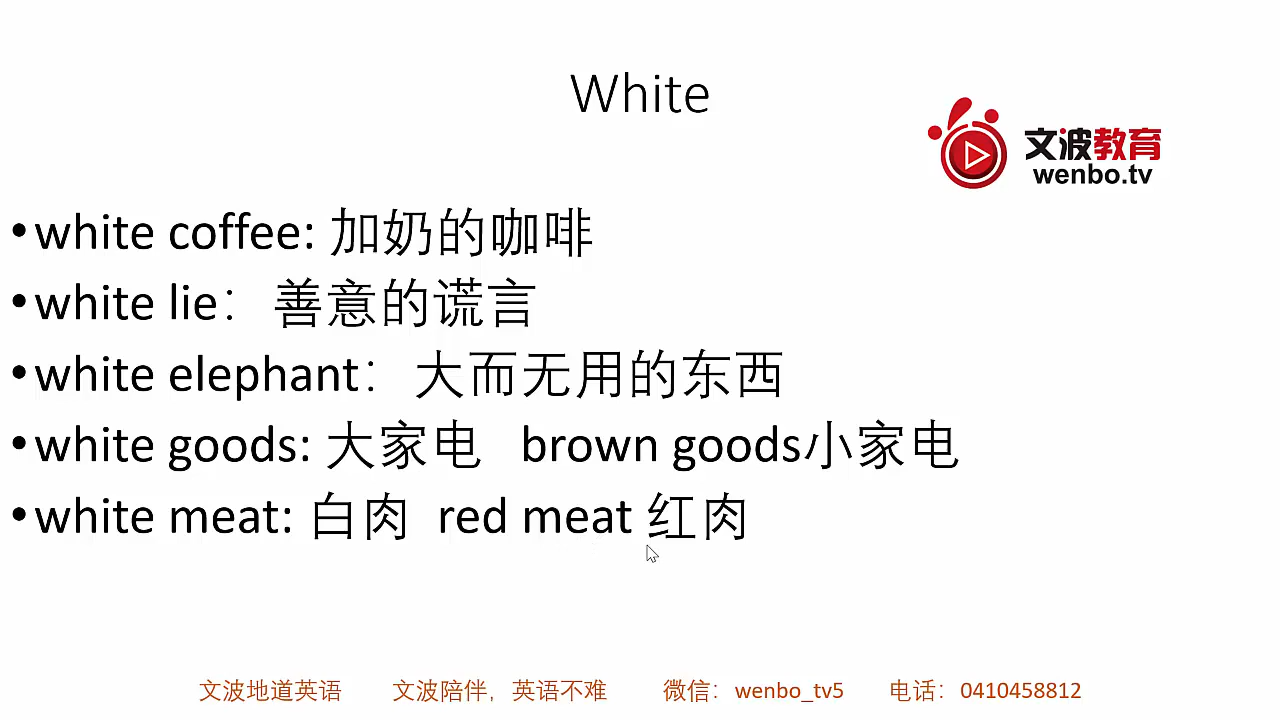 White
文波教育
wenbo.tv
•white coffee: 加奶的咖啡
•white lie： 善意的谎言
•white elephant： 大而无用的东西
•white goods: 大家电 brown goods小家电
•white meat: 白肉 red meat 红肉
文波地道英语 文波陪伴，英语不难 微信：wenbo_tv5 电话：0410458812